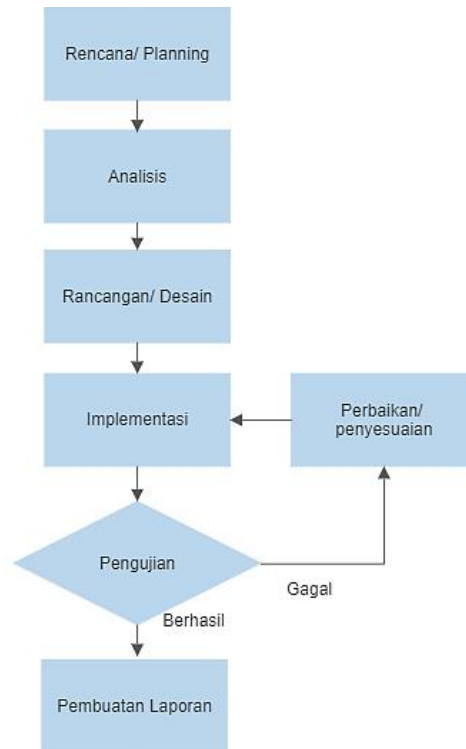 Rencana/ Planning
Analisis
Rancangan/ Desain
Implementasi
Perbaikan/
penyesuaian
Pengujian
Gagal
Berhasil
Pembuatan Laporan